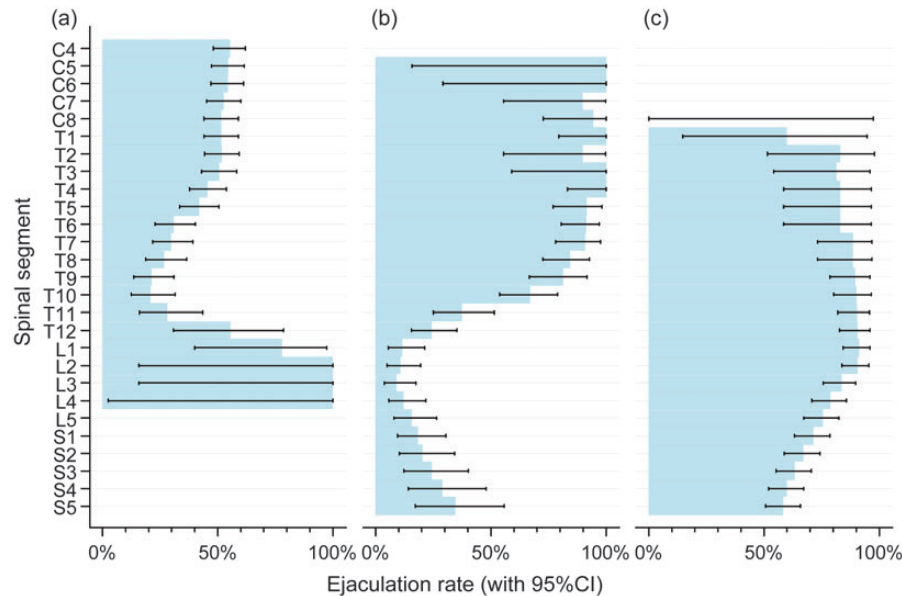 (a) (b) (c)
C4
C5
C6
C7
C8
T1
T2
T3
T4
T5
T6
T7
T8
T9
T10
T11
T12
L1
L2
L3
L4
L5
S1
S2
S3
S4
S5
Spinal segment
0% 50% 100% 0% 50% 100% 0% 50% 100%
Ejaculation rate (with 95%CI)